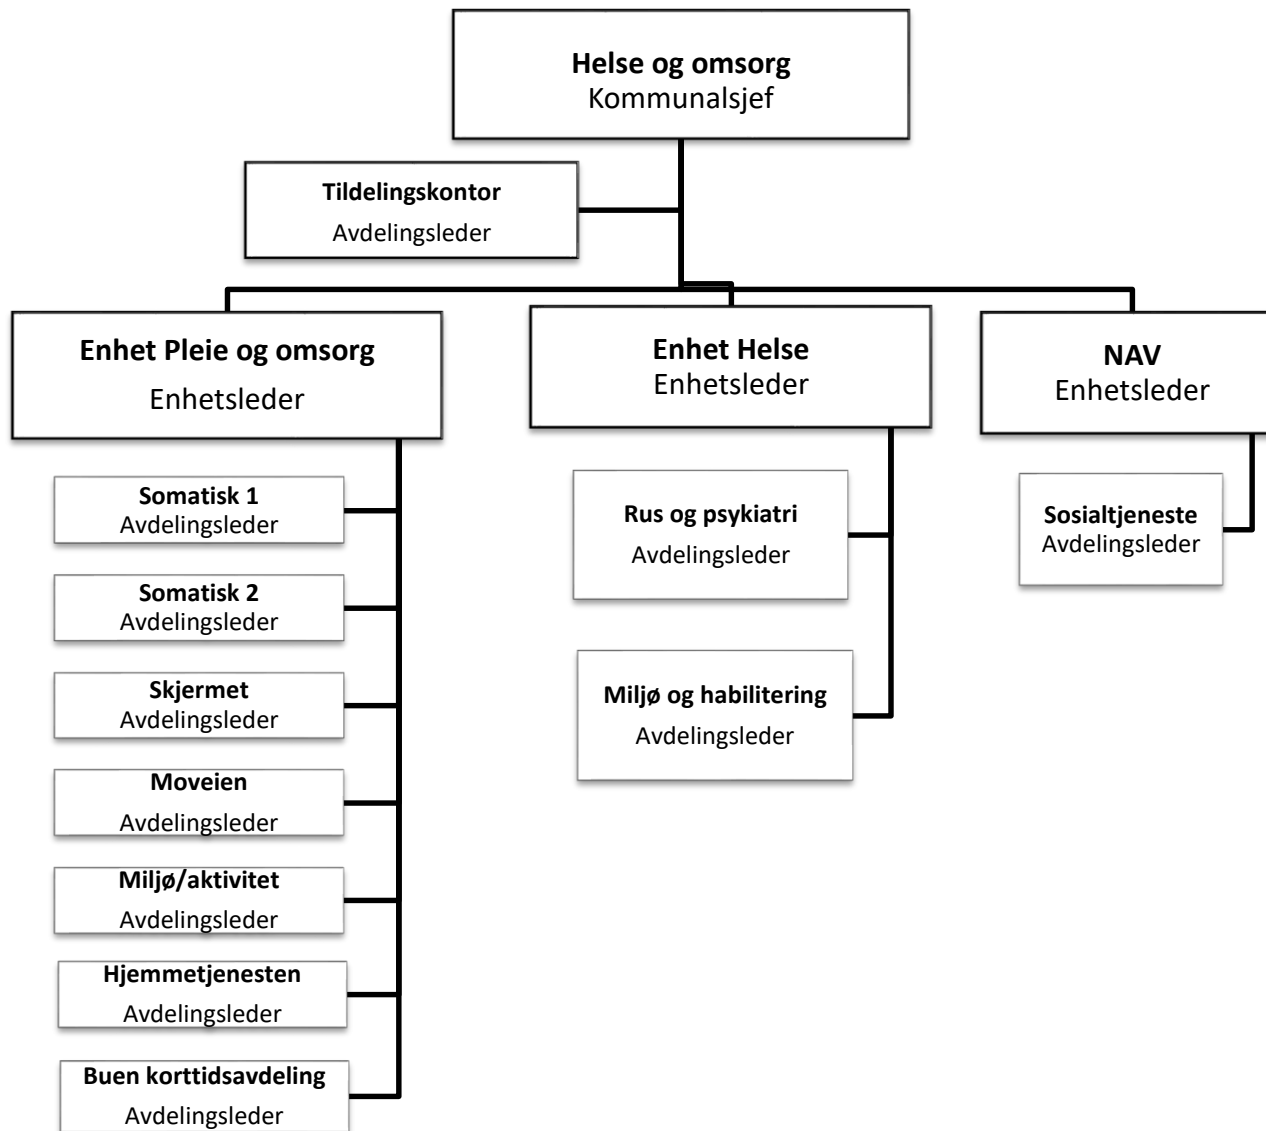 Helse og omsorg
Kommunalsjef
Tildelingskontor
Avdelingsleder
Enhet Pleie og omsorg
Enhetsleder
Somatisk 1
Avdelingsleder
Somatisk 2
Avdelingsleder
Skjermet
Avdelingsleder
Moveien
Avdelingsleder
Miljø/aktivitet
Avdelingsleder
Hjemmetjenesten
Avdelingsleder
Buen korttidsavdeling
Avdelingsleder
Enhet Helse
Enhetsleder
Rus og psykiatri
Avdelingsleder
Miljø og habilitering
Avdelingsleder
NAV
Enhetsleder
Sosialtjeneste
Avdelingsleder